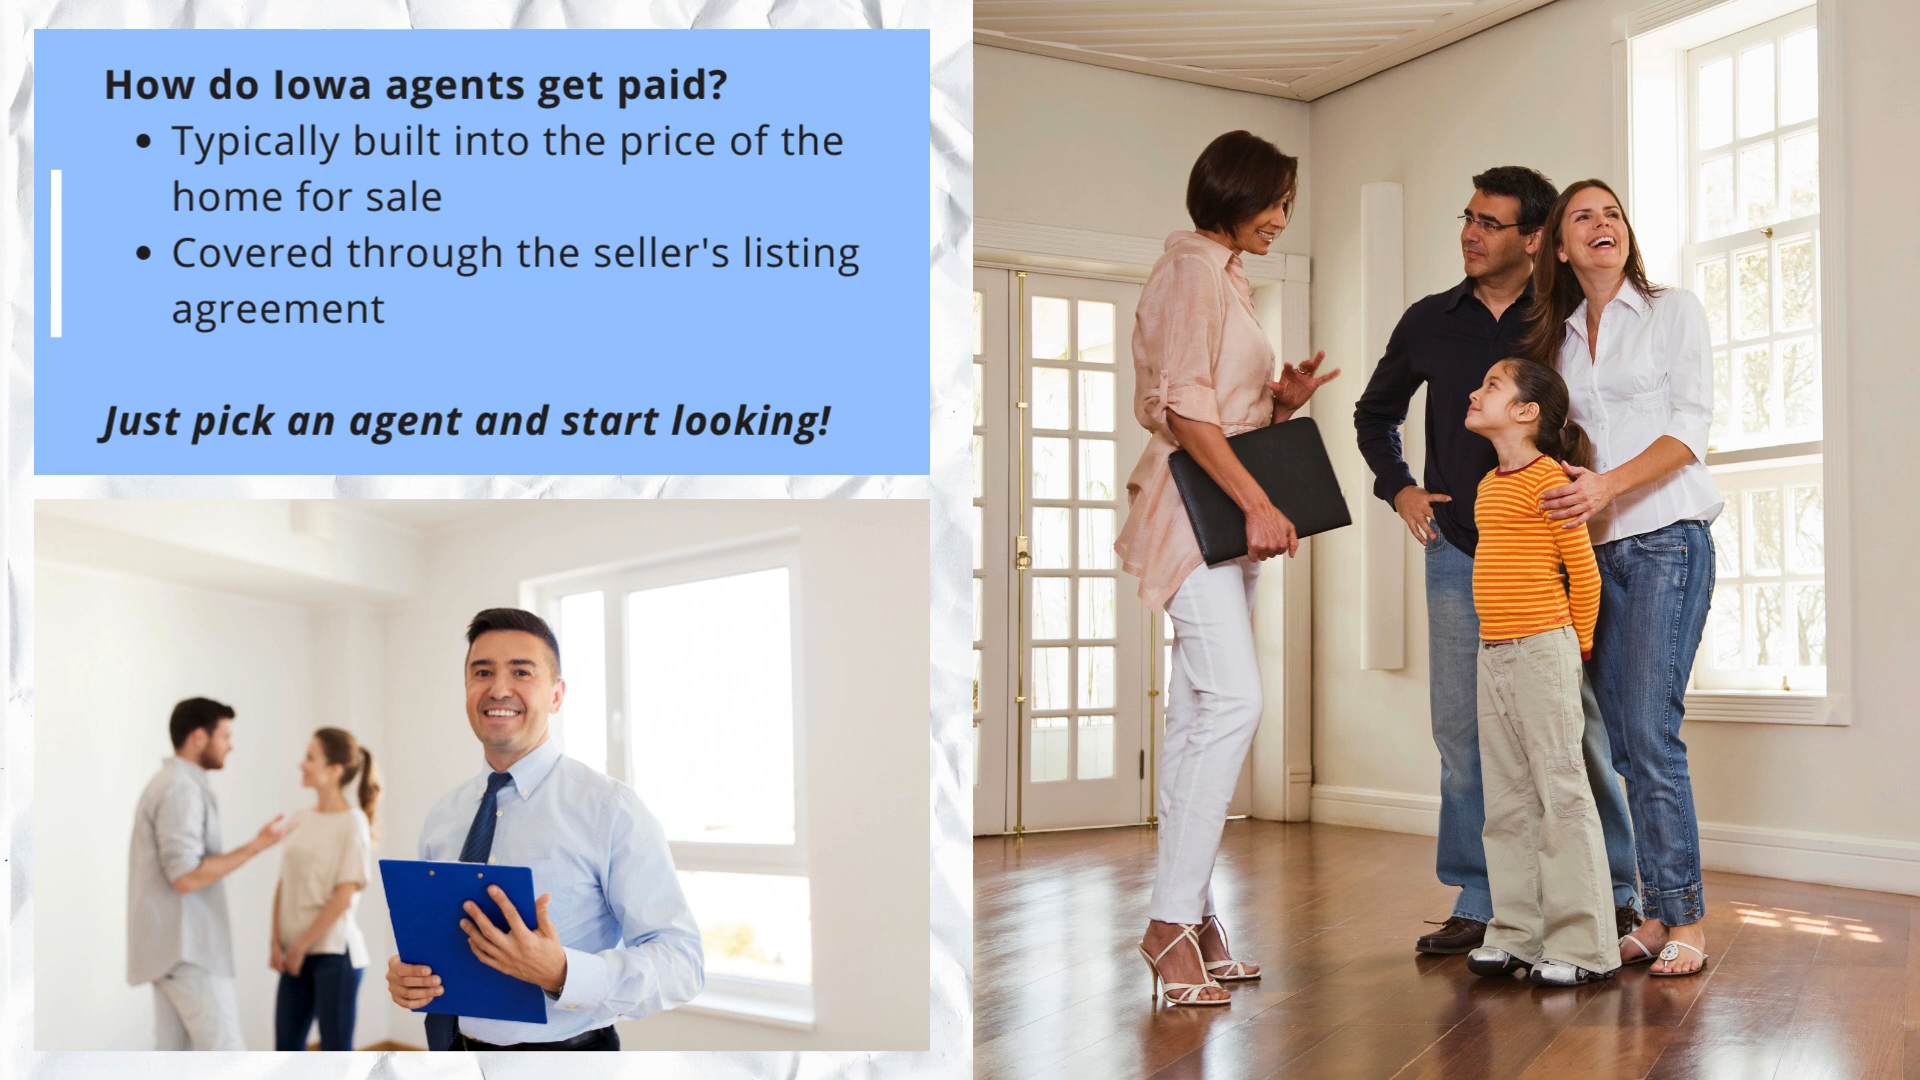 How do Iowa agents get paid?
• Typically built into the price of the
home for sale
• Covered through the seller's listing
agreement
Just pick an agent and start looking!